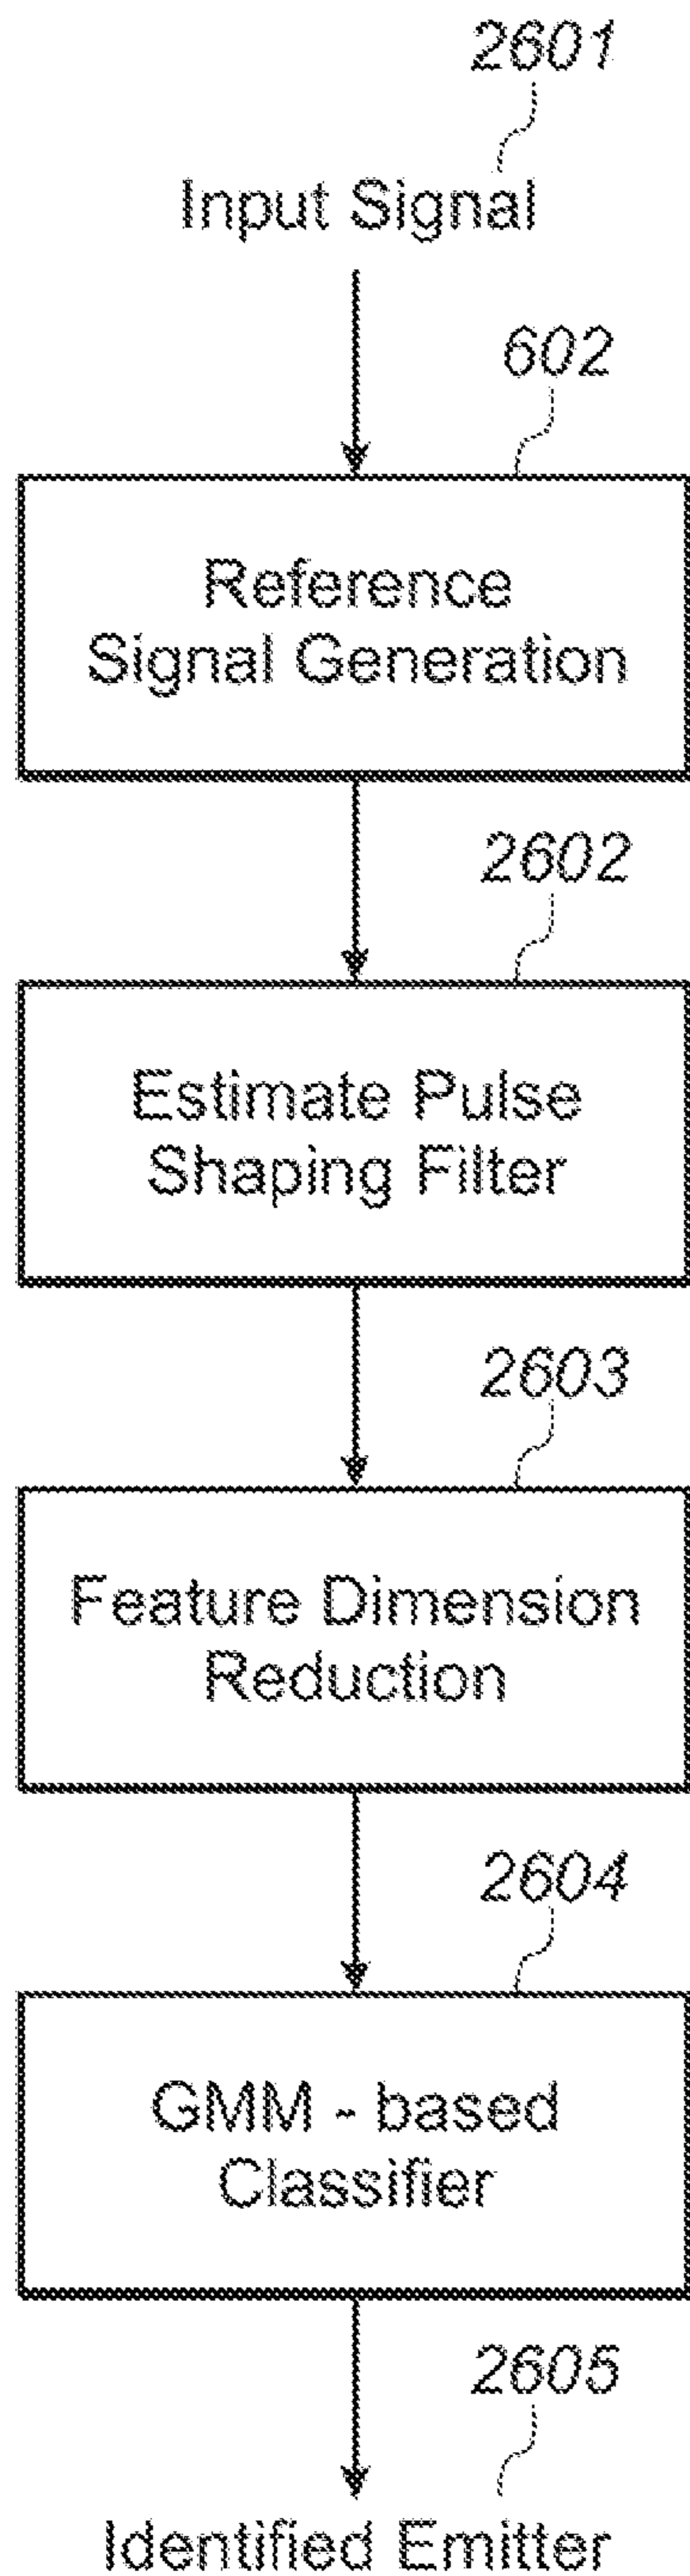 2601
Input Signal
602
Reference
Signal Generation
2602
Estimate Pulse
Shaping Filter
2603
Feature Dimension
Reduction
2604
GMM - based
Classifier
2605
Identified Emitter